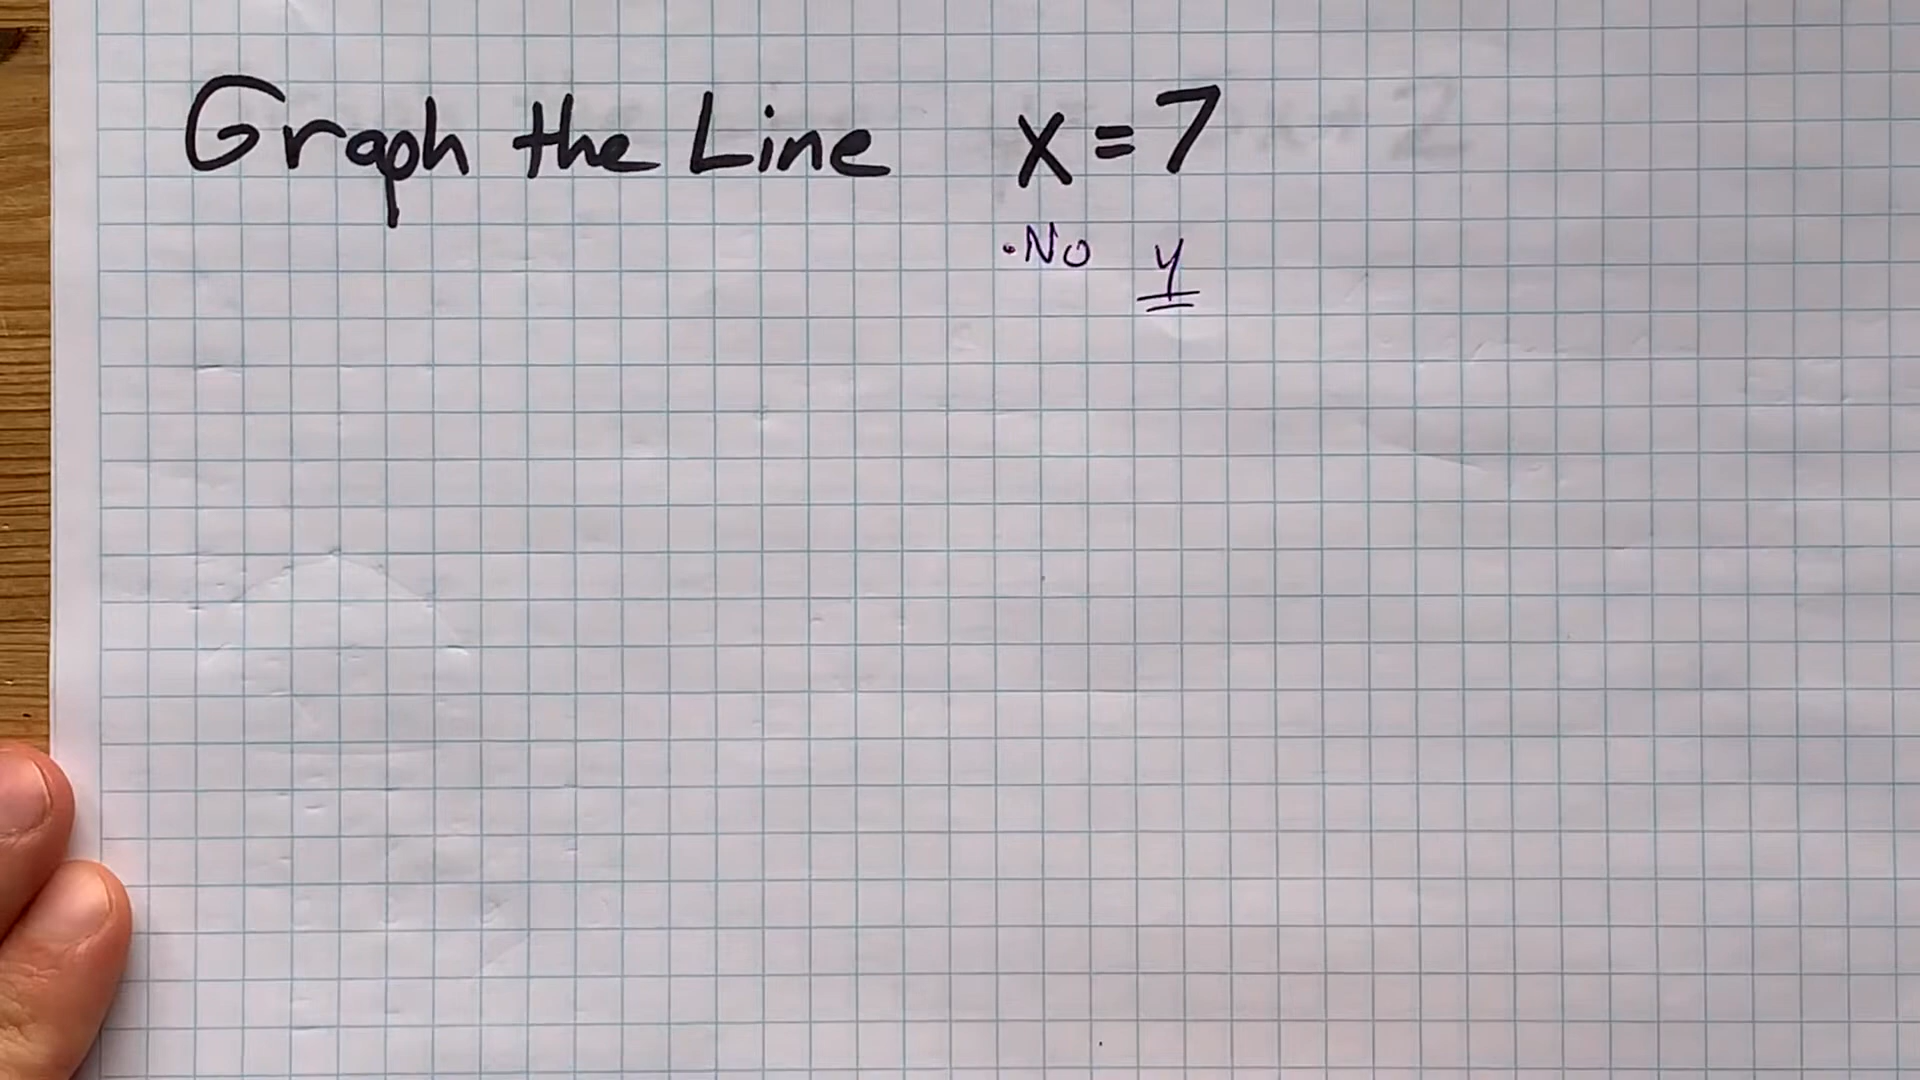 Graph the Line x = 7
• No y